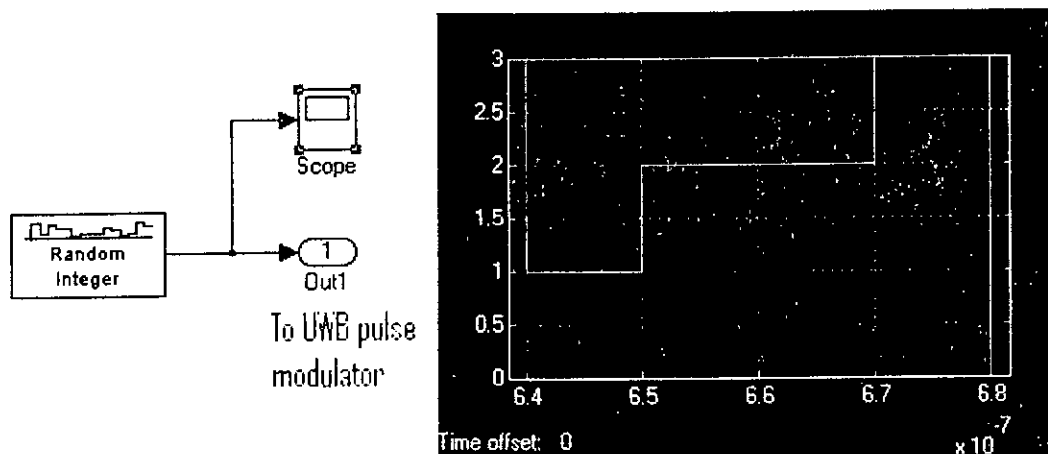 Scope
Random
Integer
1
Out1
To UWB pulse
modulator
3
2.5
2
1.5
1
0.5
0
6.4 6.5 6.6 6.7 6.8
x 10 -7
Time offset: 0